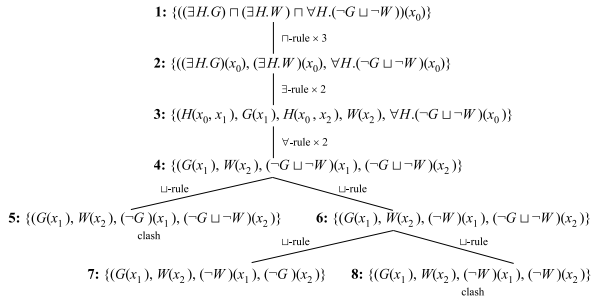 1: {((∃H.G) ⊓ (∃H.W) ⊓ ∀H.(¬G ⊔ ¬W))(x₀)}
⊓-rule × 3
2: {((∃H.G)(x₀), (∃H.W)(x₀), ∀H.(¬G ⊔ ¬W)(x₀)}
∃-rule × 2
3: {(H(x₀, x₁), G(x₁), H(x₀, x₂), W(x₂), ∀H.(¬G ⊔ ¬W)(x₀)}
∀-rule × 2
4: {(G(x₁), W(x₂), (¬G ⊔ ¬W)(x₁), (¬G ⊔ ¬W)(x₂)}
⊔-rule ⊔-rule
5: {(G(x₁), W(x₂), (¬G)(x₁), (¬G ⊔ ¬W)(x₂)} 6: {(G(x₁), W(x₂), (¬W)(x₁), (¬G ⊔ ¬W)(x₂)}
clash
⊔-rule ⊔-rule
7: {(G(x₁), W(x₂), (¬W)(x₁), (¬G)(x₂)} 8: {(G(x₁), W(x₂), (¬W)(x₁), (¬W)(x₂)}
clash